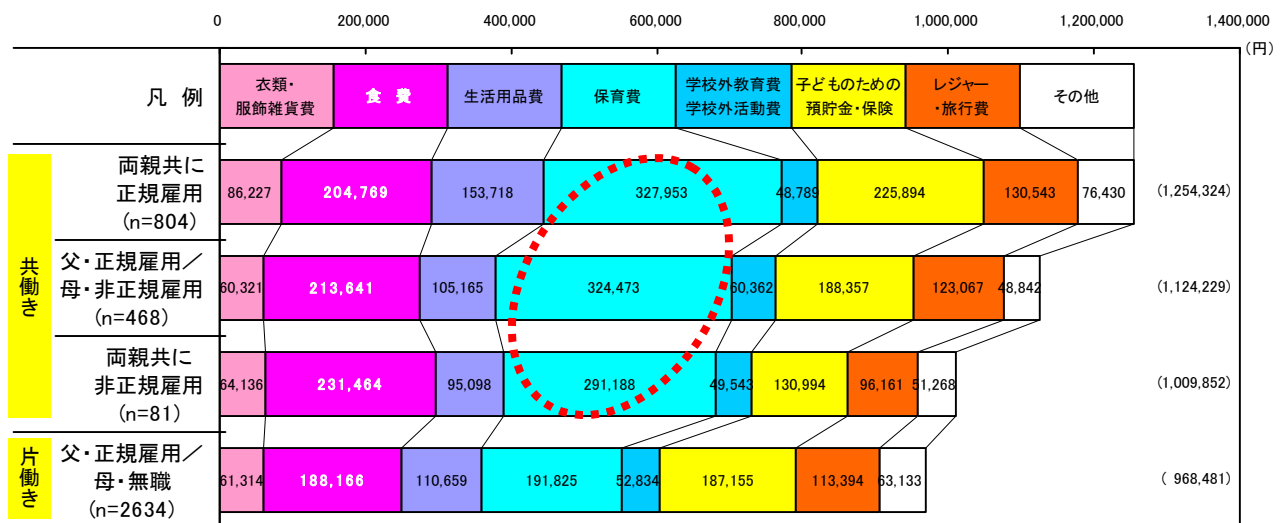 0
200,000
400,000
600,000
800,000
1,000,000
1,200,000
1,400,000
(円)
凡 例
衣類・
服飾雑貨費
食 費
生活用品費
保育費
学校外教育費
学校外活動費
子どものための
預貯金・保険
レジャー
・旅行費
その他
共働き
両親共に
正規雇用
(n=804)
86,227
204,769
153,718
327,953
48,789
225,894
130,543
76,430
(1,254,324)
父・正規雇用／
母・非正規雇用
(n=468)
60,321
213,641
105,165
324,473
60,362
188,357
123,067
48,842
(1,124,229)
両親共に
非正規雇用
(n=81)
64,136
231,464
95,098
291,188
49,543
130,994
96,161
51,268
(1,009,852)
片働き
父・正規雇用／
母・無職
(n=2634)
61,314
188,166
110,659
191,825
52,834
187,155
113,394
63,133
( 968,481)